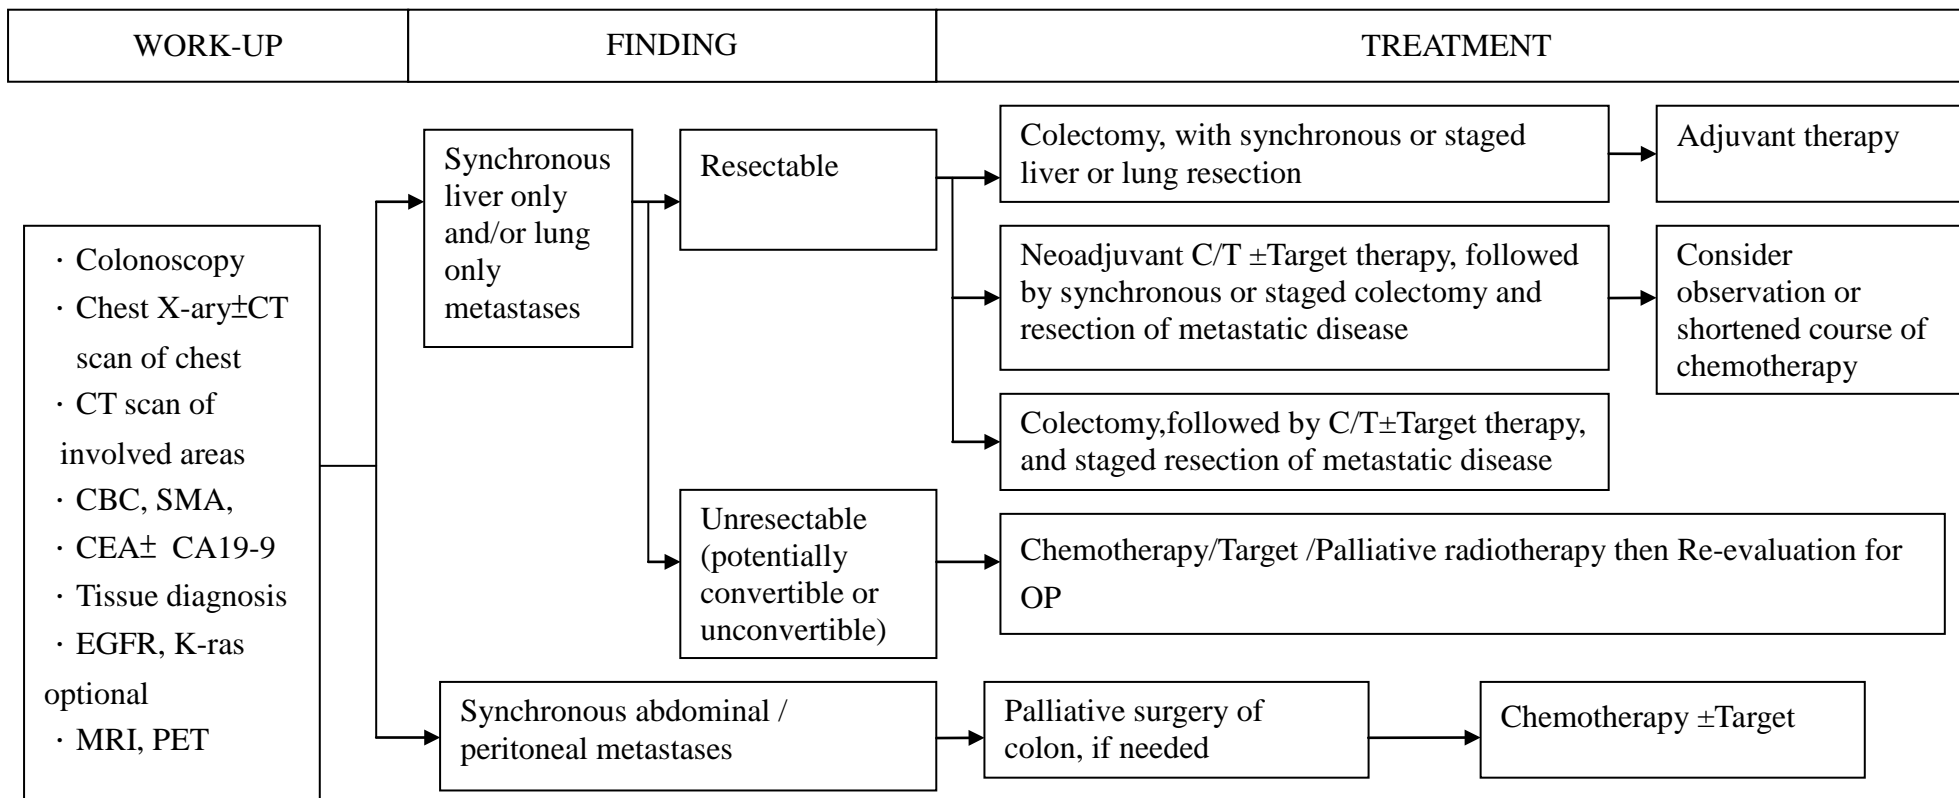 WORK-UP
FINDING
TREATMENT
· Colonoscopy
· Chest X-ary±CT
scan of chest
· CT scan of
involved areas
· CBC, SMA,
· CEA± CA19-9
· Tissue diagnosis
· EGFR, K-ras
optional
· MRI, PET
Synchronous
liver only
and/or lung
only
metastases
Resectable
Colectomy, with synchronous or staged
liver or lung resection
Adjuvant therapy
Neoadjuvant C/T ±Target therapy, followed
by synchronous or staged colectomy and
resection of metastatic disease
Consider
observation or
shortened course of
chemotherapy
Colectomy,followed by C/T±Target therapy,
and staged resection of metastatic disease
Unresectable
(potentially
convertible or
unconvertible)
Chemotherapy/Target /Palliative radiotherapy then Re-evaluation for
OP
Synchronous abdominal /
peritoneal metastases
Palliative surgery of
colon, if needed
Chemotherapy ±Target